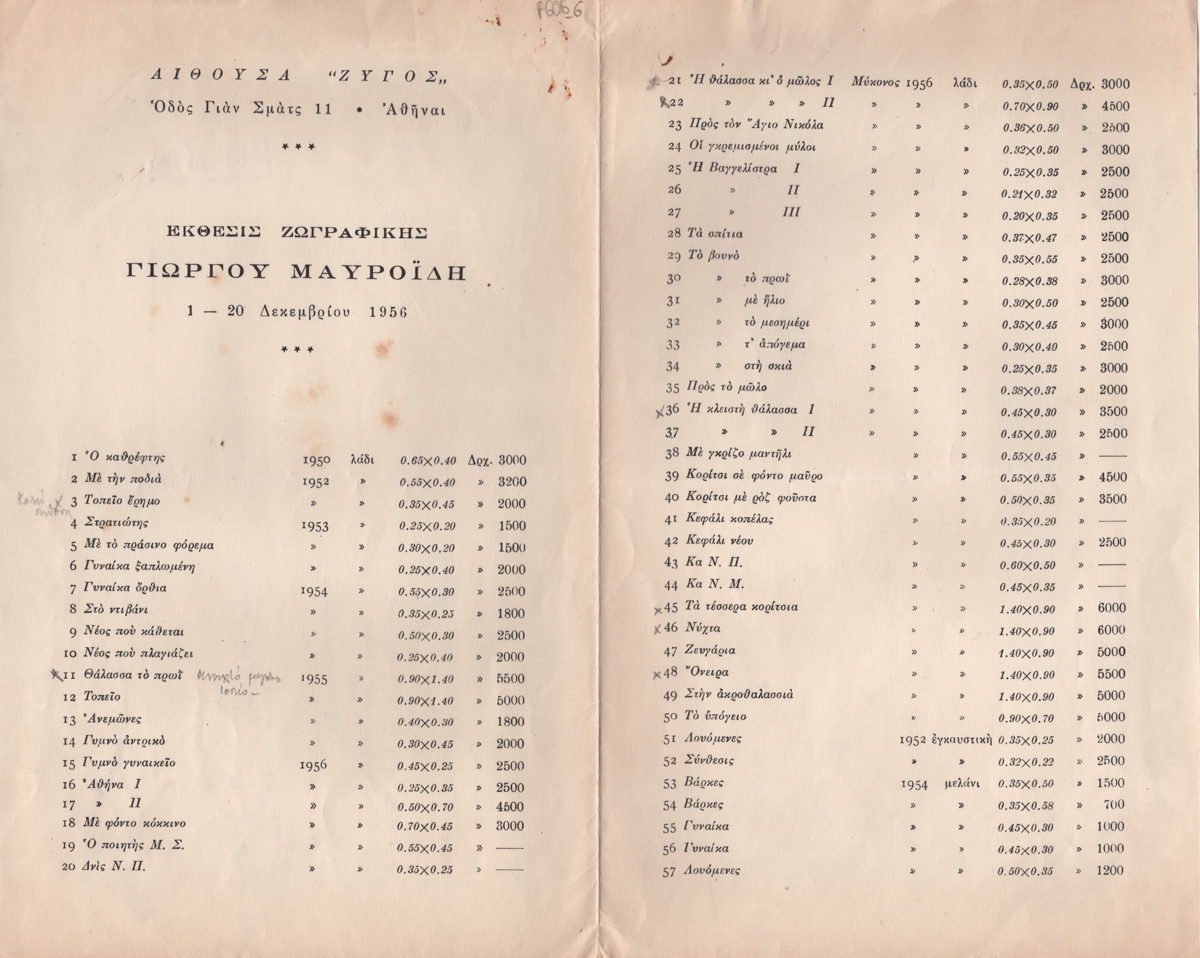 F606_6
ΑΙΘΟΥΣΑ “ΖΥΓΟΣ„
Ὁδὸς Γιὰν Σμὰτς 11 • Ἀθῆναι
★ ★ ★
ΕΚΘΕΣΙΣ ΖΩΓΡΑΦΙΚΗΣ
ΓΙΩΡΓΟΥ ΜΑΥΡΟΪΔΗ
1 — 20 Δεκεμβρίου 1956
★ ★ ★
1 Ὁ καθρέφτης 1950 λάδι 0.65×0.40 Δρχ. 3000
2 Μὲ τὴν ποδιὰ 1952 » 0.55×0.40 » 3200
x 3 Τοπεῖο ἔρημο » » 0.35×0.45 » 2000
4 Στρατιώτης 1953 » 0.25×0.20 » 1500
5 Μὲ τὸ πράσινο φόρεμα » » 0.30×0.20 » 1500
6 Γυναίκα ξαπλωμένη » » 0.25×0.40 » 2000
7 Γυναίκα ὄρθια 1954 » 0.55×0.30 » 2500
8 Στὸ ντιβάνι » » 0.35×0.25 » 1800
9 Νέος ποὺ κάθεται » » 0.50×0.30 » 2500
10 Νέος ποὺ πλαγιάζει » » 0.25×0.40 » 2000
x 11 Θάλασσα τὸ πρωῒ 1955 » 0.90×1.40 » 5500
12 Τοπεῖο » » 0.90×1.40 » 5000
13 Ἀνεμῶνες » » 0.40×0.30 » 1800
14 Γυμνὸ ἀντρικὸ » » 0.30×0.45 » 2000
15 Γυμνὸ γυναικεῖο 1956 » 0.45×0.25 » 2500
16 Ἀθήνα I » » 0.25×0.35 » 2500
17 » II » » 0.50×0.70 » 4500
18 Μὲ φόντο κόκκινο » » 0.70×0.45 » 3000
19 Ὁ ποιητὴς Μ. Σ. » » 0.55×0.45 » —
20 Δνὶς Ν. Π. » » 0.35×0.25 » —
x 21 Ἡ θάλασσα κι' ὁ μῶλος I Μύκονος 1956 λάδι 0.35×0.50 Δρχ. 3000
x 22 » » » II » » » 0.70×0.90 » 4500
23 Πρὸς τὸν Ἅγιο Νικόλα » » » 0.36×0.50 » 2500
24 Οἱ γκρεμισμένοι μύλοι » » » 0.32×0.50 » 3000
25 Ἡ Βαγγελίστρα I » » » 0.25×0.35 » 2500
26 » II » » » 0.21×0.32 » 2500
27 » III » » » 0.20×0.35 » 2500
28 Τὰ σπίτια » » » 0.37×0.47 » 2500
29 Τὸ βουνὸ » » » 0.35×0.55 » 2500
30 » τὸ πρωῒ » » » 0.28×0.38 » 3000
31 » μὲ ἥλιο » » » 0.30×0.50 » 2500
32 » τὸ μεσημέρι » » » 0.35×0.45 » 3000
33 » τ' ἀπόγεμα » » » 0.30×0.40 » 2500
34 » στὴ σκιὰ » » » 0.25×0.35 » 3000
35 Πρὸς τὸ μῶλο » » » 0.38×0.37 » 2000
x 36 Ἡ κλειστὴ θάλασσα I » » » 0.45×0.30 » 3500
37 » » II » » » 0.45×0.30 » 2500
38 Μὲ γκρίζο μαντῆλι » » 0.55×0.45 » —
39 Κορίτσι σὲ φόντο μαῦρο » » 0.55×0.35 » 4500
40 Κορίτσι μὲ ρὸζ φοῦστα » » 0.50×0.35 » 3500
41 Κεφάλι κοπέλας » » 0.35×0.20 » —
42 Κεφάλι νέου » » 0.45×0.30 » 2500
43 Κα Ν. Π. » » 0.60×0.50 » —
44 Κα Ν. Μ. » » 0.45×0.35 » —
x 45 Τὰ τέσσερα κορίτσια » » 1.40×0.90 » 6000
x 46 Νύχτα » » 1.40×0.90 » 6000
47 Ζευγάρια » » 1.40×0.90 » 5000
x 48 Ὄνειρα » » 1.40×0.90 » 5500
49 Στὴν ἀκροθαλασσιὰ » » 1.40×0.90 » 5000
50 Τὸ ὑπόγειο » » 0.90×0.70 » 5000
51 Λουόμενες 1952 ἐγκαυστικὴ 0.35×0.25 » 2000
52 Σύνθεσις » » 0.32×0.22 » 2500
53 Βάρκες 1954 μελάνι 0.35×0.50 » 1500
54 Βάρκες » » 0.35×0.58 » 700
55 Γυναίκα » » 0.45×0.30 » 1000
56 Γυναίκα » » 0.45×0.30 » 1000
57 Λουόμενες » » 0.50×0.35 » 1200